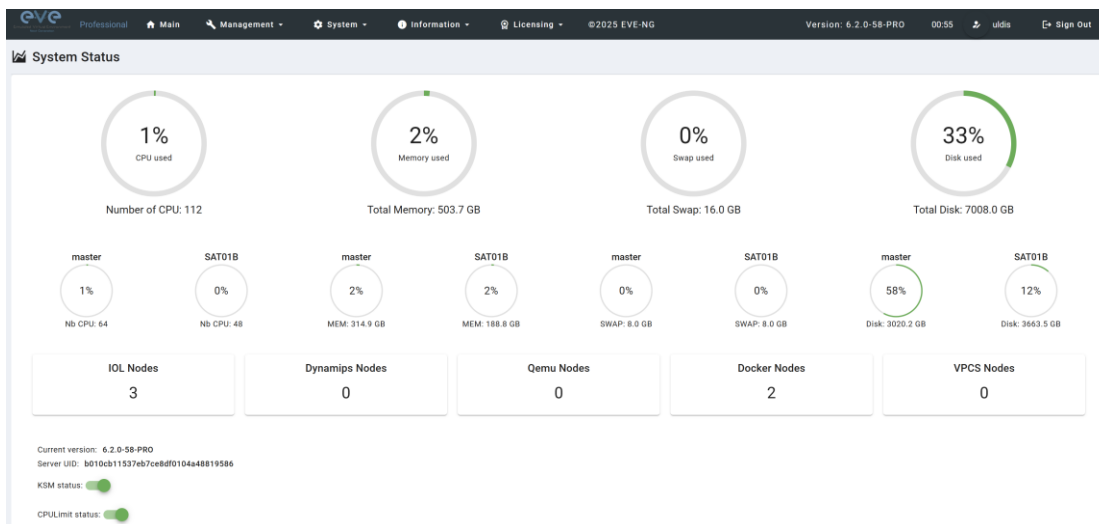 eve Professional Main Management System Information Licensing ©2025 EVE-NG Version: 6.2.0-58-PRO 00:55 uldis Sign Out
System Status
1% 2% 0% 33%
CPU used Memory used Swap used Disk used
Number of CPU: 112 Total Memory: 503.7 GB Total Swap: 16.0 GB Total Disk: 7008.0 GB
master SAT01B master SAT01B master SAT01B master SAT01B
1% 0% 2% 2% 0% 0% 58% 12%
Nb CPU: 64 Nb CPU: 48 MEM: 314.9 GB MEM: 188.8 GB SWAP: 8.0 GB SWAP: 8.0 GB Disk: 3020.2 GB Disk: 3663.5 GB
IOL Nodes Dynamips Nodes Qemu Nodes Docker Nodes VPCS Nodes
3 0 0 2 0
Current version: 6.2.0-58-PRO
Server UID: b010cb11537eb7ce8df0104a48819586
KSM status:
CPULimit status: